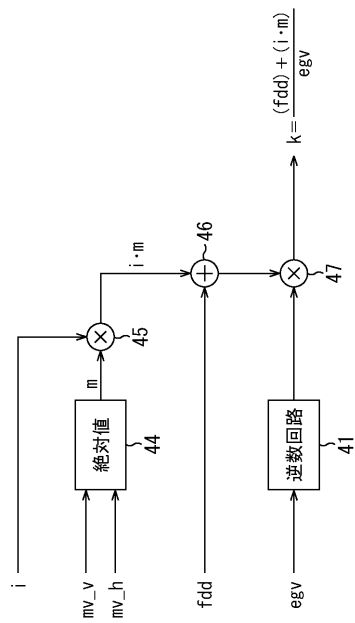 i
mv_v
mv_h
絶対値
44
m
45
i·m
fdd
46
egv
逆数回路
41
47
k=(fdd)+(i·m)
egv